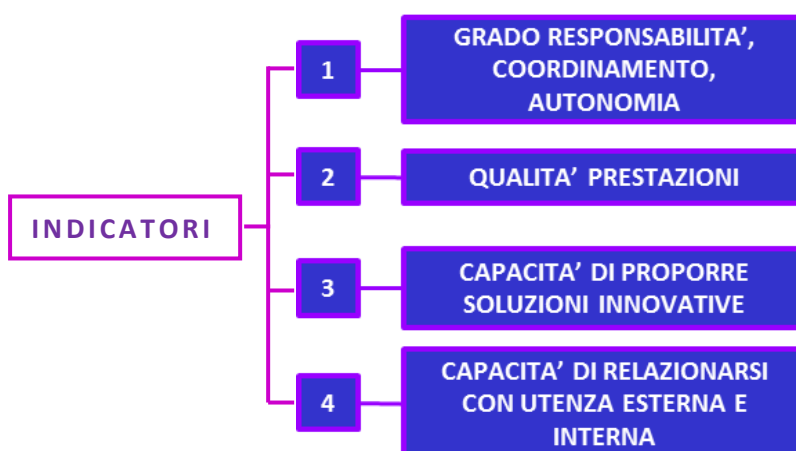 INDICATORI
1
GRADO RESPONSABILITA’,
COORDINAMENTO,
AUTONOMIA
2
QUALITA’ PRESTAZIONI
3
CAPACITA’ DI PROPORRE
SOLUZIONI INNOVATIVE
4
CAPACITA’ DI RELAZIONARSI
CON UTENZA ESTERNA E
INTERNA